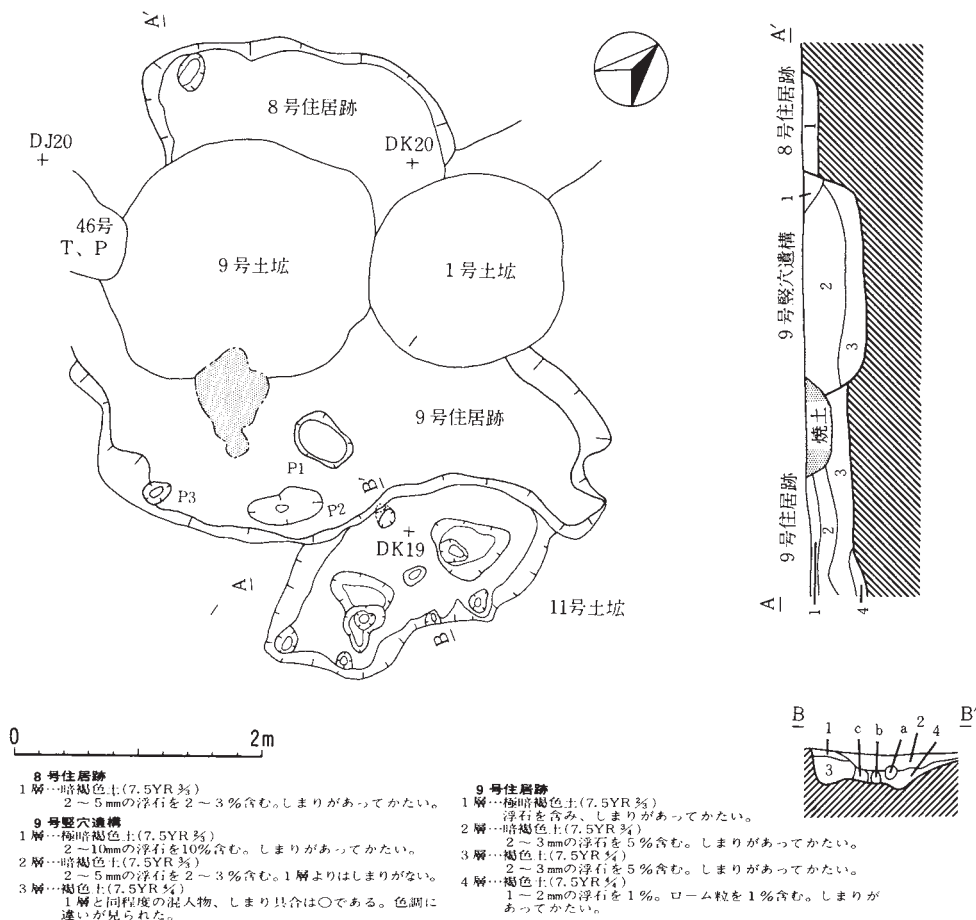 A'
8号住居跡
DJ20
DK20
46号
T、P
9号土拡
1号土拡
9号住居跡
P1
P2
P3
B'
DK19
A
B
11号土拡
A'
8号住居跡
1
1
9号竪穴遺構
2
3
焼土
9号住居跡
3
2
A
1
4
B
B'
1
c
b
a
2
4
3
0
2m
8号住居跡
1層…暗褐色土(7.5YR
2〜5㎜の浮石を2〜3%含む。しまりがあってかたい。
9号竪穴遺構
1層…極暗褐色土(7.5YR
2〜10㎜の浮石を10%含む。しまりがあってかたい。
2層…暗褐色土(7.5YR
2〜5㎜の浮石を2〜3%含む。1層よりはしまりがない。
3層…褐色土(7.5YR
1層と同程度の混入物、しまり具合は○である。色調に
違いが見られた。
9号住居跡
1層…極暗褐色土(7.5YR
浮石を含み、しまりがあってかたい。
2層…暗褐色土(7.5YR
2〜3㎜の浮石を5%含む。しまりがあってかたい。
3層…褐色土(7.5YR
2〜3㎜の浮石を5%含む。しまりがあってかたい。
4層…褐色土(7.5YR
1〜2㎜の浮石を1%。ローム粒を1%含む。しまりが
あってかたい。